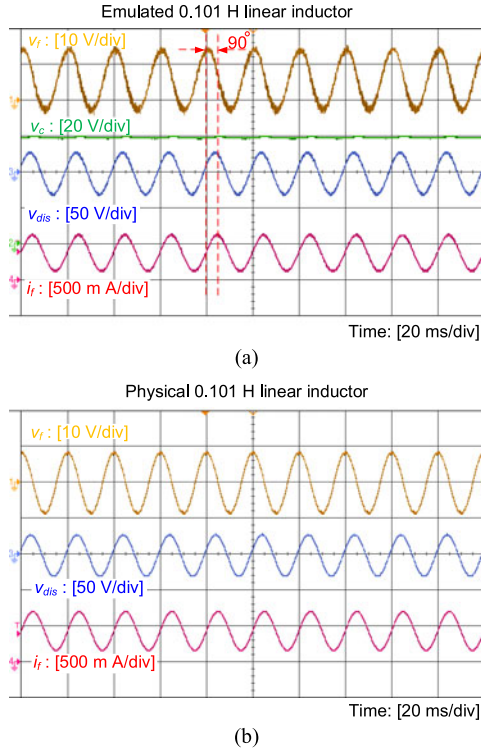 Emulated 0.101 H linear inductor
v_f : [10 V/div]
90°
v_c : [20 V/div]
v_dis : [50 V/div]
i_f : [500 m A/div]
Time: [20 ms/div]
(a)
Physical 0.101 H linear inductor
v_f : [10 V/div]
v_dis : [50 V/div]
i_f : [500 m A/div]
Time: [20 ms/div]
(b)